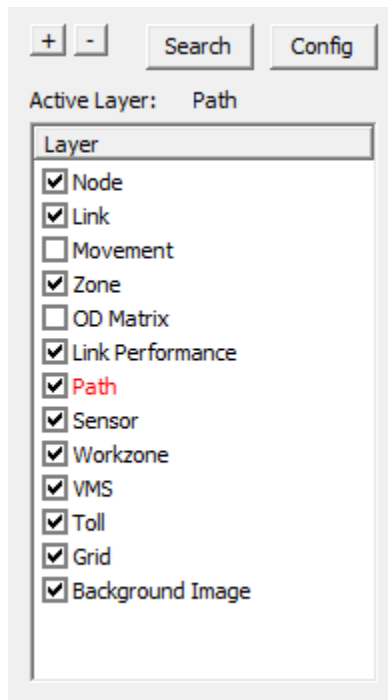 + - Search Config
Active Layer: Path
Layer
Node
Link
Movement
Zone
OD Matrix
Link Performance
Path
Sensor
Workzone
VMS
Toll
Grid
Background Image